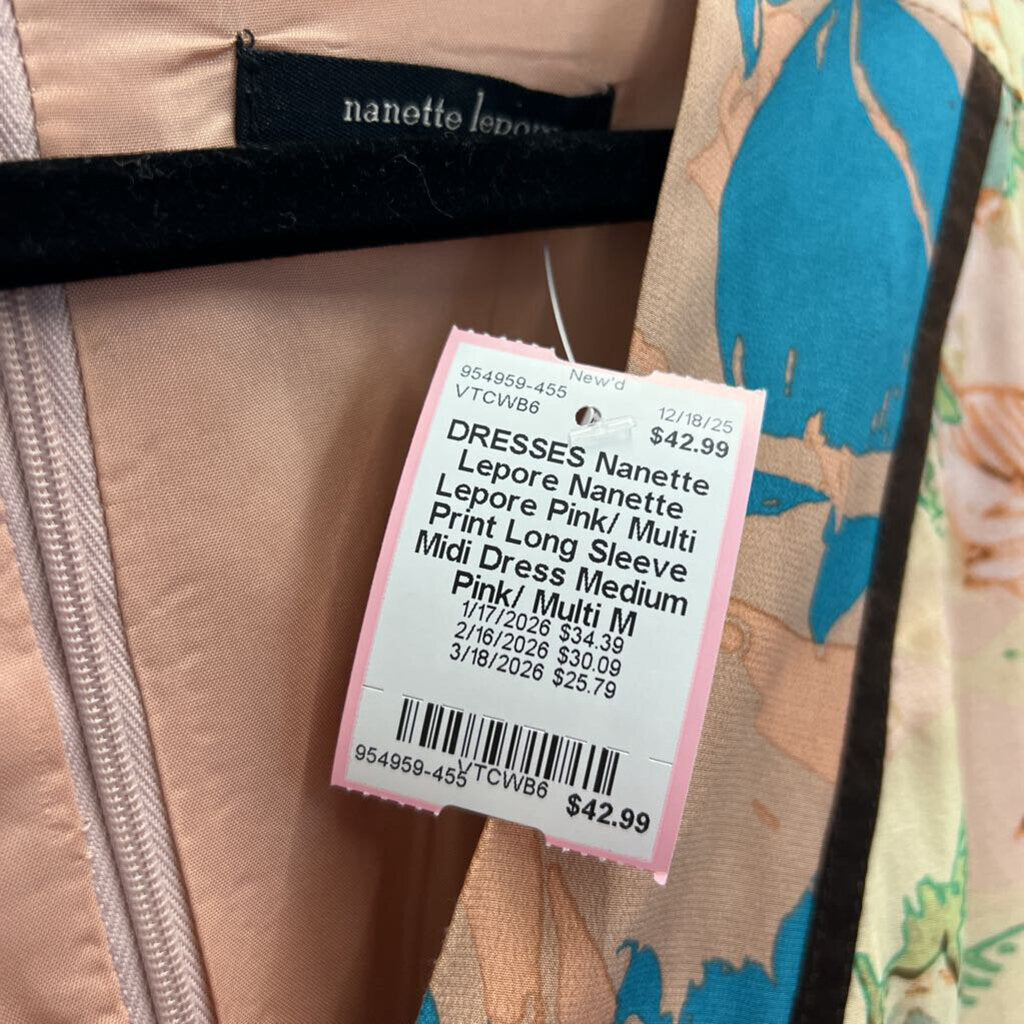 nanette lepore
New'd
954959-455
VTCWB6
12/18/25
$42.99
DRESSES Nanette
Lepore Nanette
Lepore Pink/ Multi
Print Long Sleeve
Midi Dress Medium
Pink/ Multi M
1/17/2026 $34.39
2/16/2026 $30.09
3/18/2026 $25.79
954959-455 VTCWB6
$42.99